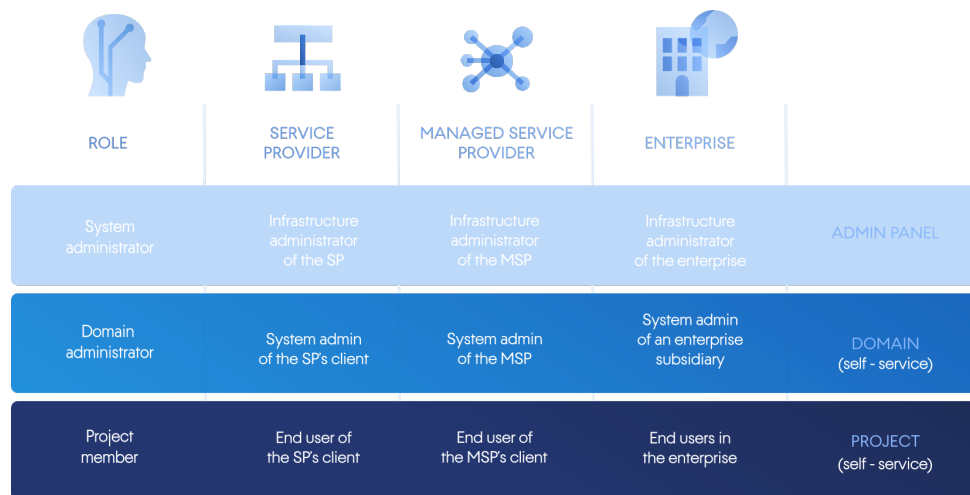 ROLE
SERVICE
PROVIDER
MANAGED SERVICE
PROVIDER
ENTERPRISE
System
administrator
Infrastructure
administrator
of the SP
Infrastructure
administrator
of the MSP
Infrastructure
administrator
of the enterprise
ADMIN PANEL
Domain
administrator
System admin
of the SP's client
System admin
of the MSP
System admin
of an enterprise
subsidiary
DOMAIN
(self - service)
Project
member
End user of
the SP's client
End user of
the MSP's client
End users in
the enterprise
PROJECT
(self - service)